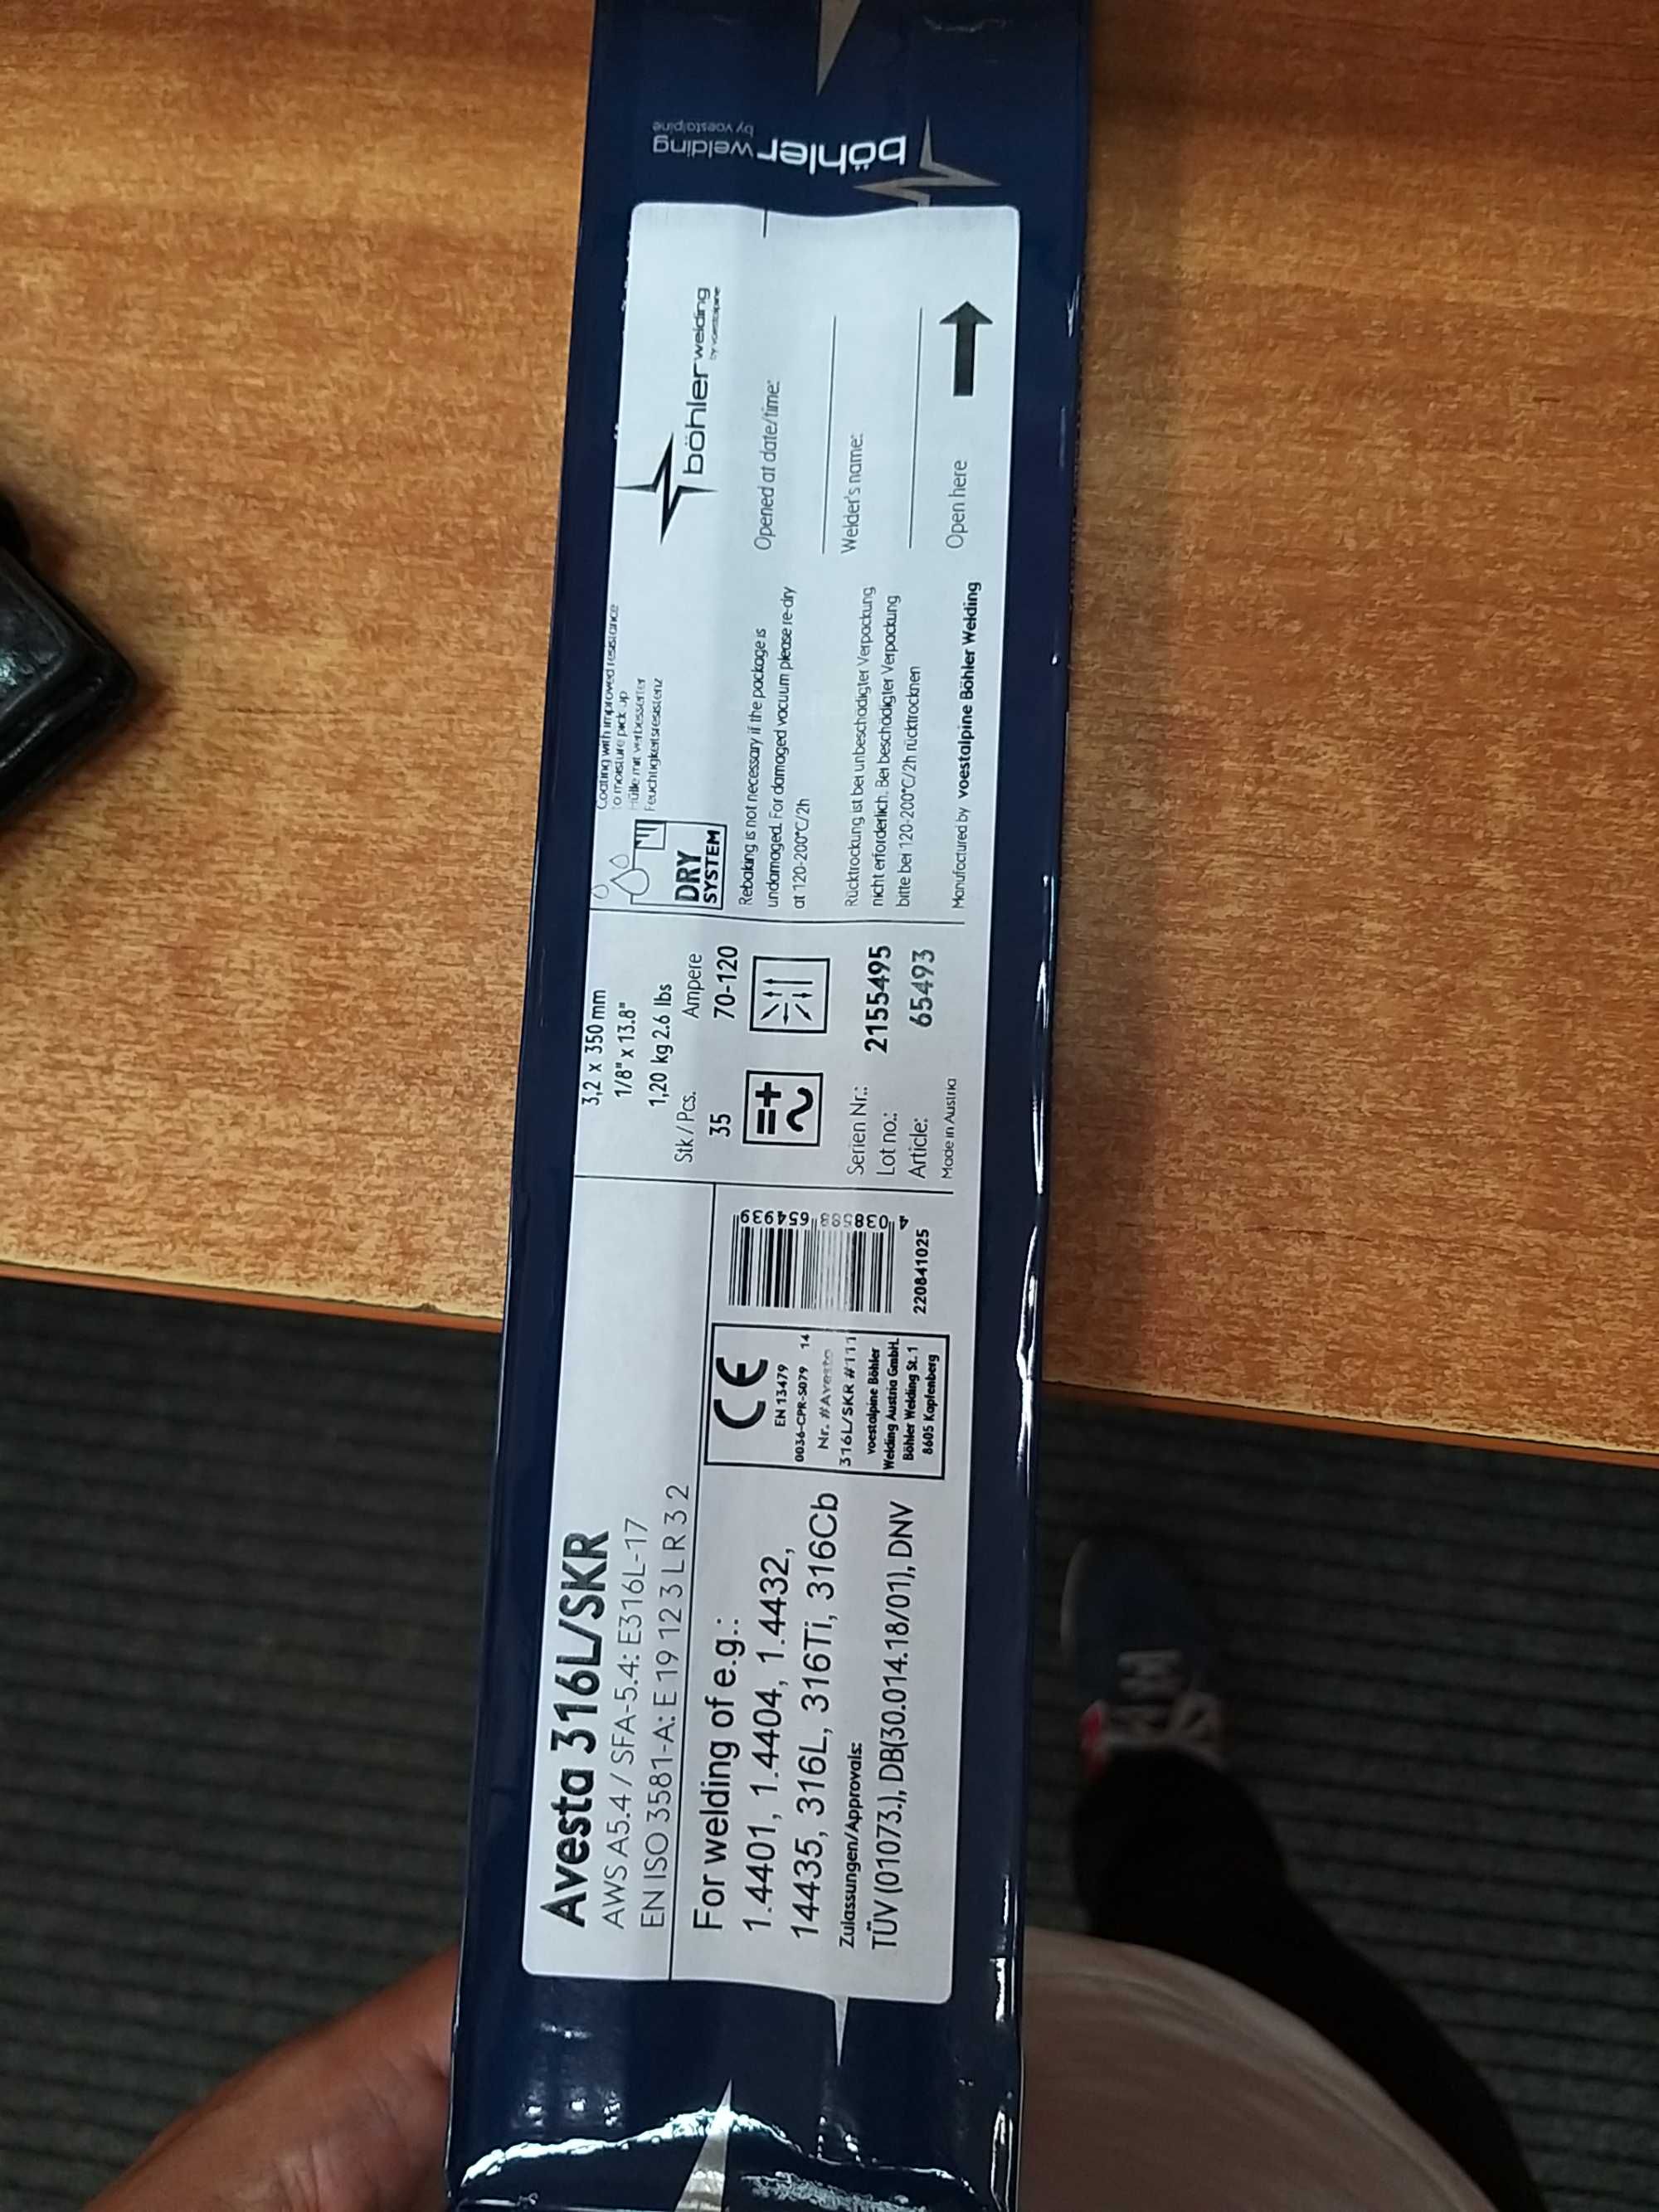 Avesta 316L/SKR
AWS A5.4 / SFA-5.4: E316L-17
EN ISO 3581-A: E 19 12 3 L R 3 2
For welding of e.g.:
1.4401, 1.4404, 1.4432,
14435, 316L, 316Ti, 316Cb
Zulassungen/Approvals:
TÜV (01073.), DB(30.014.18/01), DNV
CE
EN 13479
0036-CPR-S079 14
Nr. #Avesta
316L/SKR #111
voestalpine Böhler
Welding Austria GmbH.
Böhler Welding St. 1
8605 Kapfenberg
4 038588 654939
220841025
3,2 x 350 mm
1/8" x 13.8"
1,20 kg 2.6 lbs
Stk / Pcs. Ampere
35 70-120
=+
~
Serien Nr.:
Lot no.: 2155495
Article: 65493
Made in Austria
DRY
SYSTEM
Coating with improved resistance
to moisture pick up
Hülle mit verbesserter
Feuchtigkeitsresistenz
Rebaking is not necessary if the package is
undamaged. For damaged vacuum please re-dry
at 120-200°C/2h
Rücktrockung ist bei unbeschädigter Verpackung
nicht erforderlich. Bei beschädigter Verpackung
bitte bei 120-200°C/2h rücktrocknen
Manufactured by voestalpine Böhler Welding
böhler welding
by voestalpine
Opened at date/time:
Welder's name:
Open here
böhler welding
by voestalpine